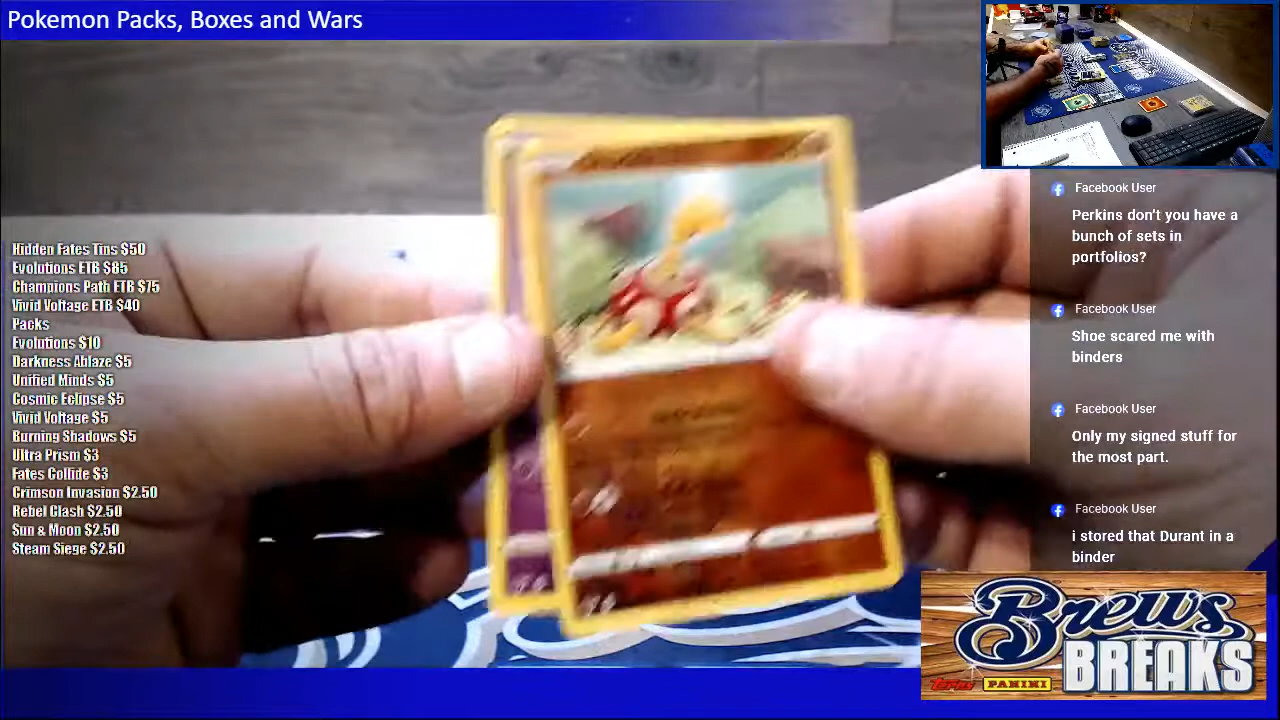 Pokemon Packs, Boxes and Wars
Hidden Fates Tins $50
Evolutions ETB $85
Champions Path ETB $75
Vivid Voltage ETB $40
Packs
Evolutions $10
Darkness Ablaze $5
Unified Minds $5
Cosmic Eclipse $5
Vivid Voltage $5
Burning Shadows $5
Ultra Prism $3
Fates Collide $3
Crimson Invasion $2.50
Rebel Clash $2.50
Sun & Moon $2.50
Steam Siege $2.50
Facebook User
Perkins don't you have a
bunch of sets in
portfolios?
Facebook User
Shoe scared me with
binders
Facebook User
Only my signed stuff for
the most part.
Facebook User
i stored that Durant in a
binder
Brews
BREAKS
Topps PANINI